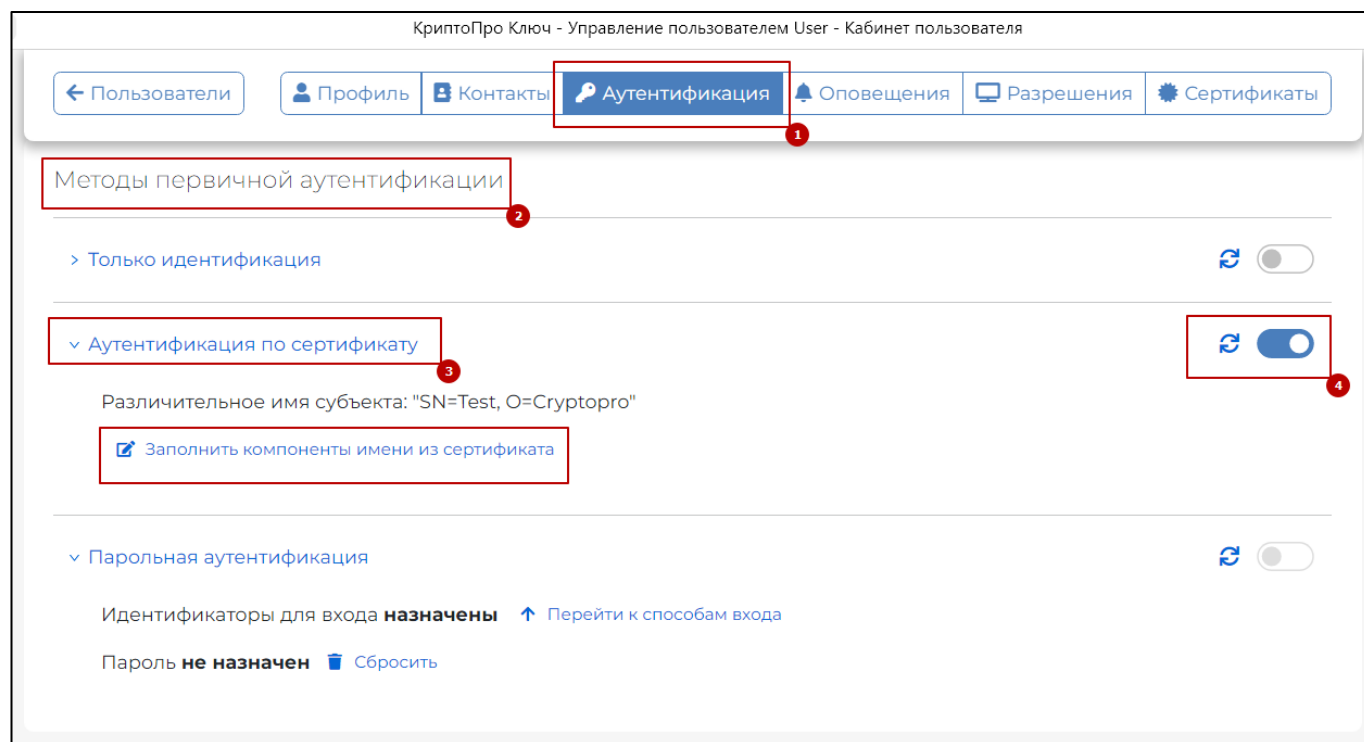 КриптоПро Ключ - Управление пользователем User - Кабинет пользователя
Пользователи Профиль Контакты Аутентификация Оповещения Разрешения Сертификаты
1
Методы первичной аутентификации
2
Только идентификация
Аутентификация по сертификату
3
4
Различительное имя субъекта: "SN=Test, O=Cryptopro"
Заполнить компоненты имени из сертификата
Парольная аутентификация
Идентификаторы для входа назначены Перейти к способам входа
Пароль не назначен Сбросить